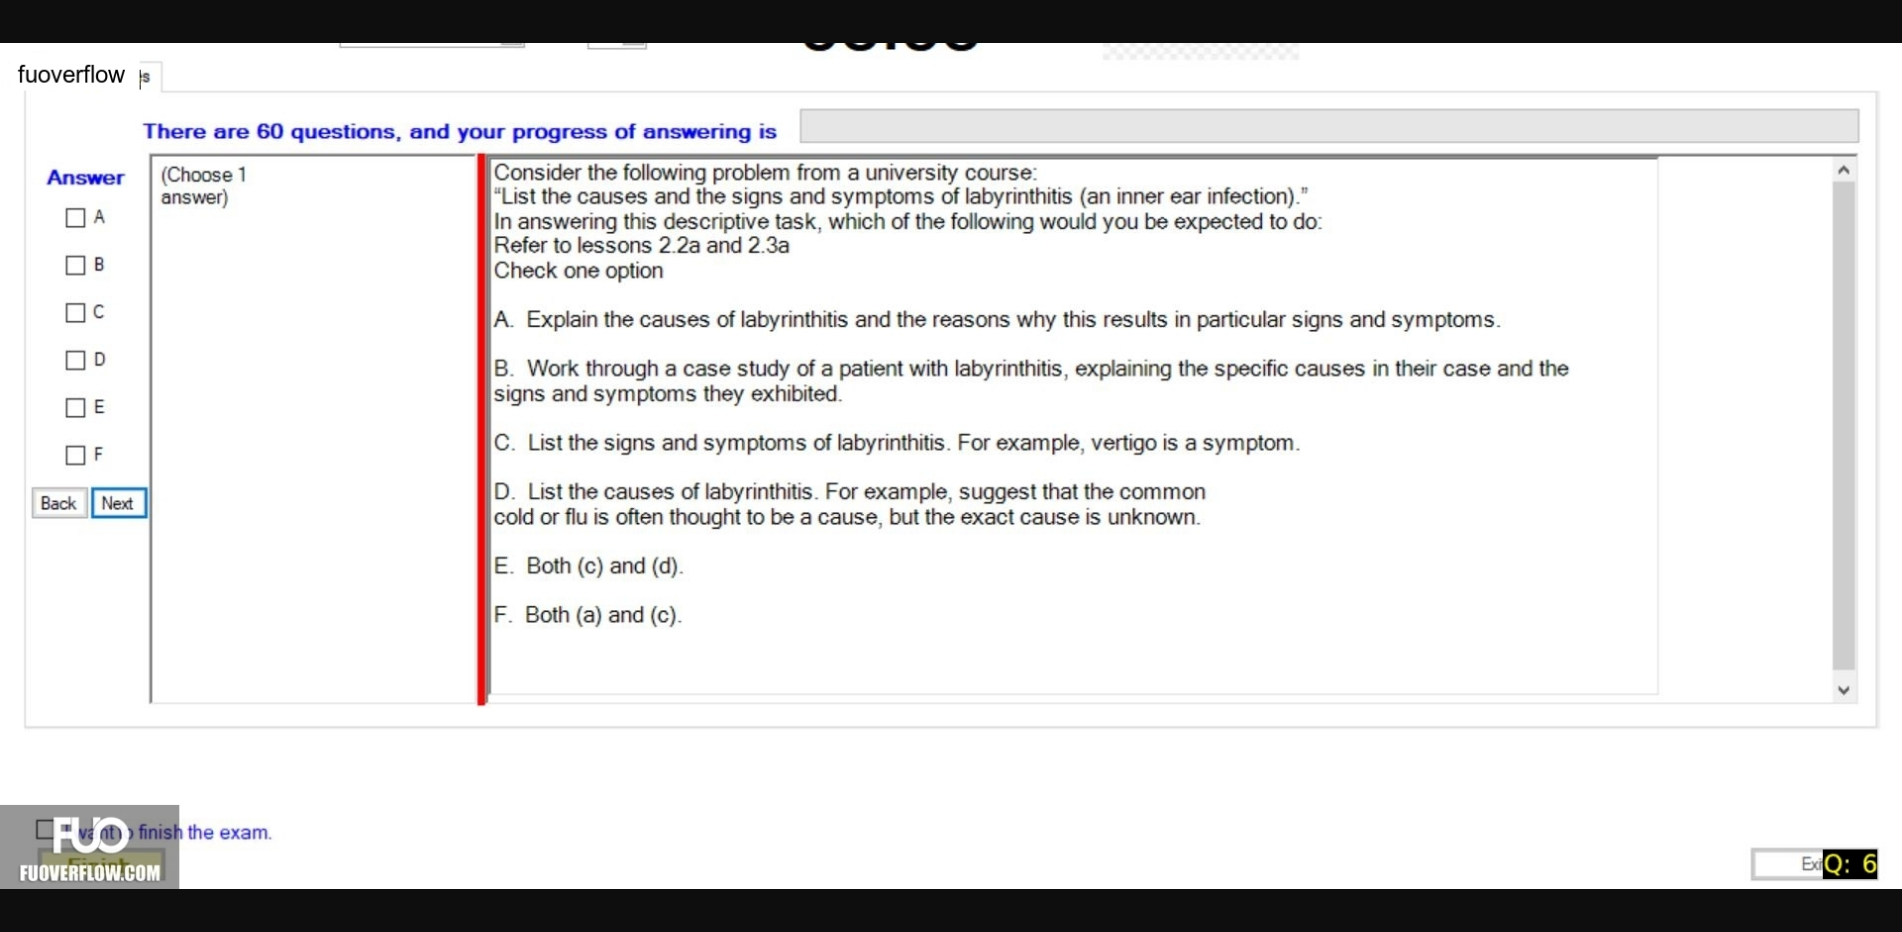 fuoverflow
There are 60 questions, and your progress of answering is
Answer
(Choose 1
answer)
A
B
C
D
E
F
Back Next
Consider the following problem from a university course:
“List the causes and the signs and symptoms of labyrinthitis (an inner ear infection).”
In answering this descriptive task, which of the following would you be expected to do:
Refer to lessons 2.2a and 2.3a
Check one option
A. Explain the causes of labyrinthitis and the reasons why this results in particular signs and symptoms.
B. Work through a case study of a patient with labyrinthitis, explaining the specific causes in their case and the
signs and symptoms they exhibited.
C. List the signs and symptoms of labyrinthitis. For example, vertigo is a symptom.
D. List the causes of labyrinthitis. For example, suggest that the common
cold or flu is often thought to be a cause, but the exact cause is unknown.
E. Both (c) and (d).
F. Both (a) and (c).
want to finish the exam.
FUO
FUOVERFLOW.COM
Q: 6